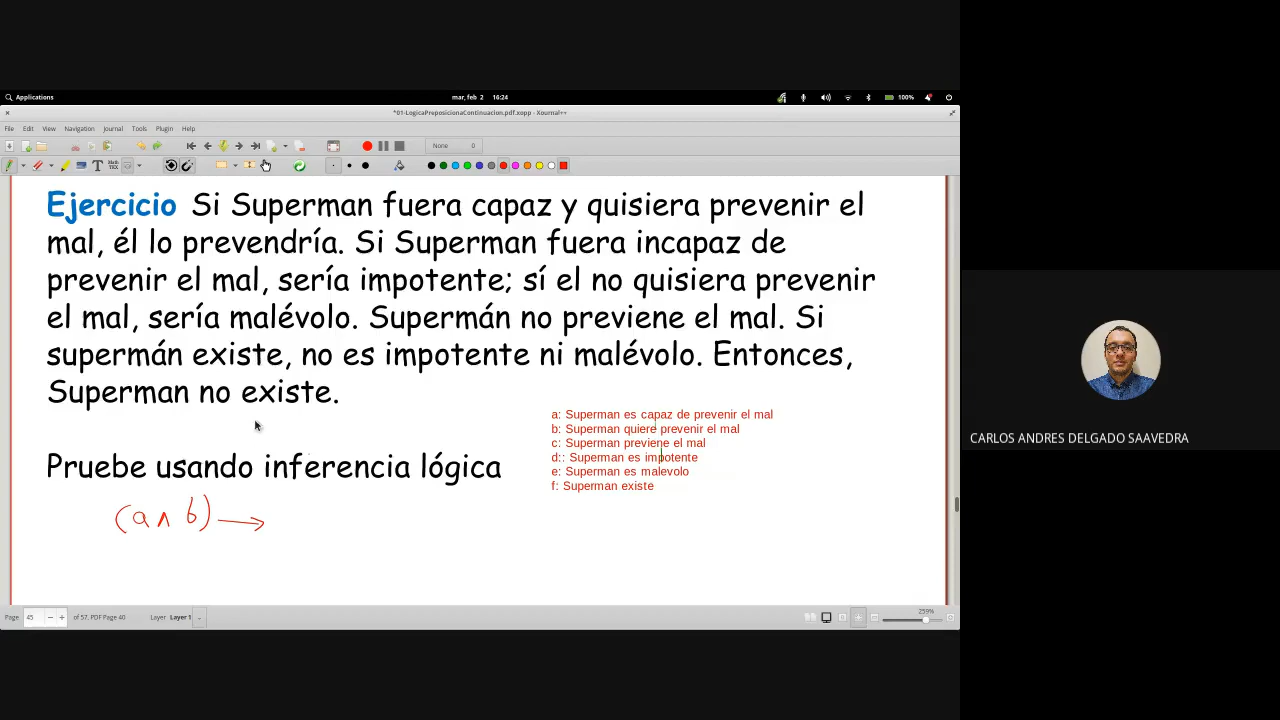 Applications
mar, feb 2 16:24
100%
*01-LogicaPreposicionaContinuacion.pdf.xopp - Xournal++
File Edit View Navigation Journal Tools Plugin Help
None 0
Ejercicio Si Superman fuera capaz y quisiera prevenir el
mal, él lo prevendría. Si Superman fuera incapaz de
prevenir el mal, sería impotente; sí el no quisiera prevenir
el mal, sería malévolo. Supermán no previene el mal. Si
supermán existe, no es impotente ni malévolo. Entonces,
Superman no existe.
a: Superman es capaz de prevenir el mal
b: Superman quiere prevenir el mal
c: Superman previene el mal
d:: Superman es impotente
e: Superman es malevolo
f: Superman existe
Pruebe usando inferencia lógica
(a ∧ b) →
CARLOS ANDRES DELGADO SAAVEDRA
Page 45 of 57, PDF Page 40 Layer Layer 1
259%